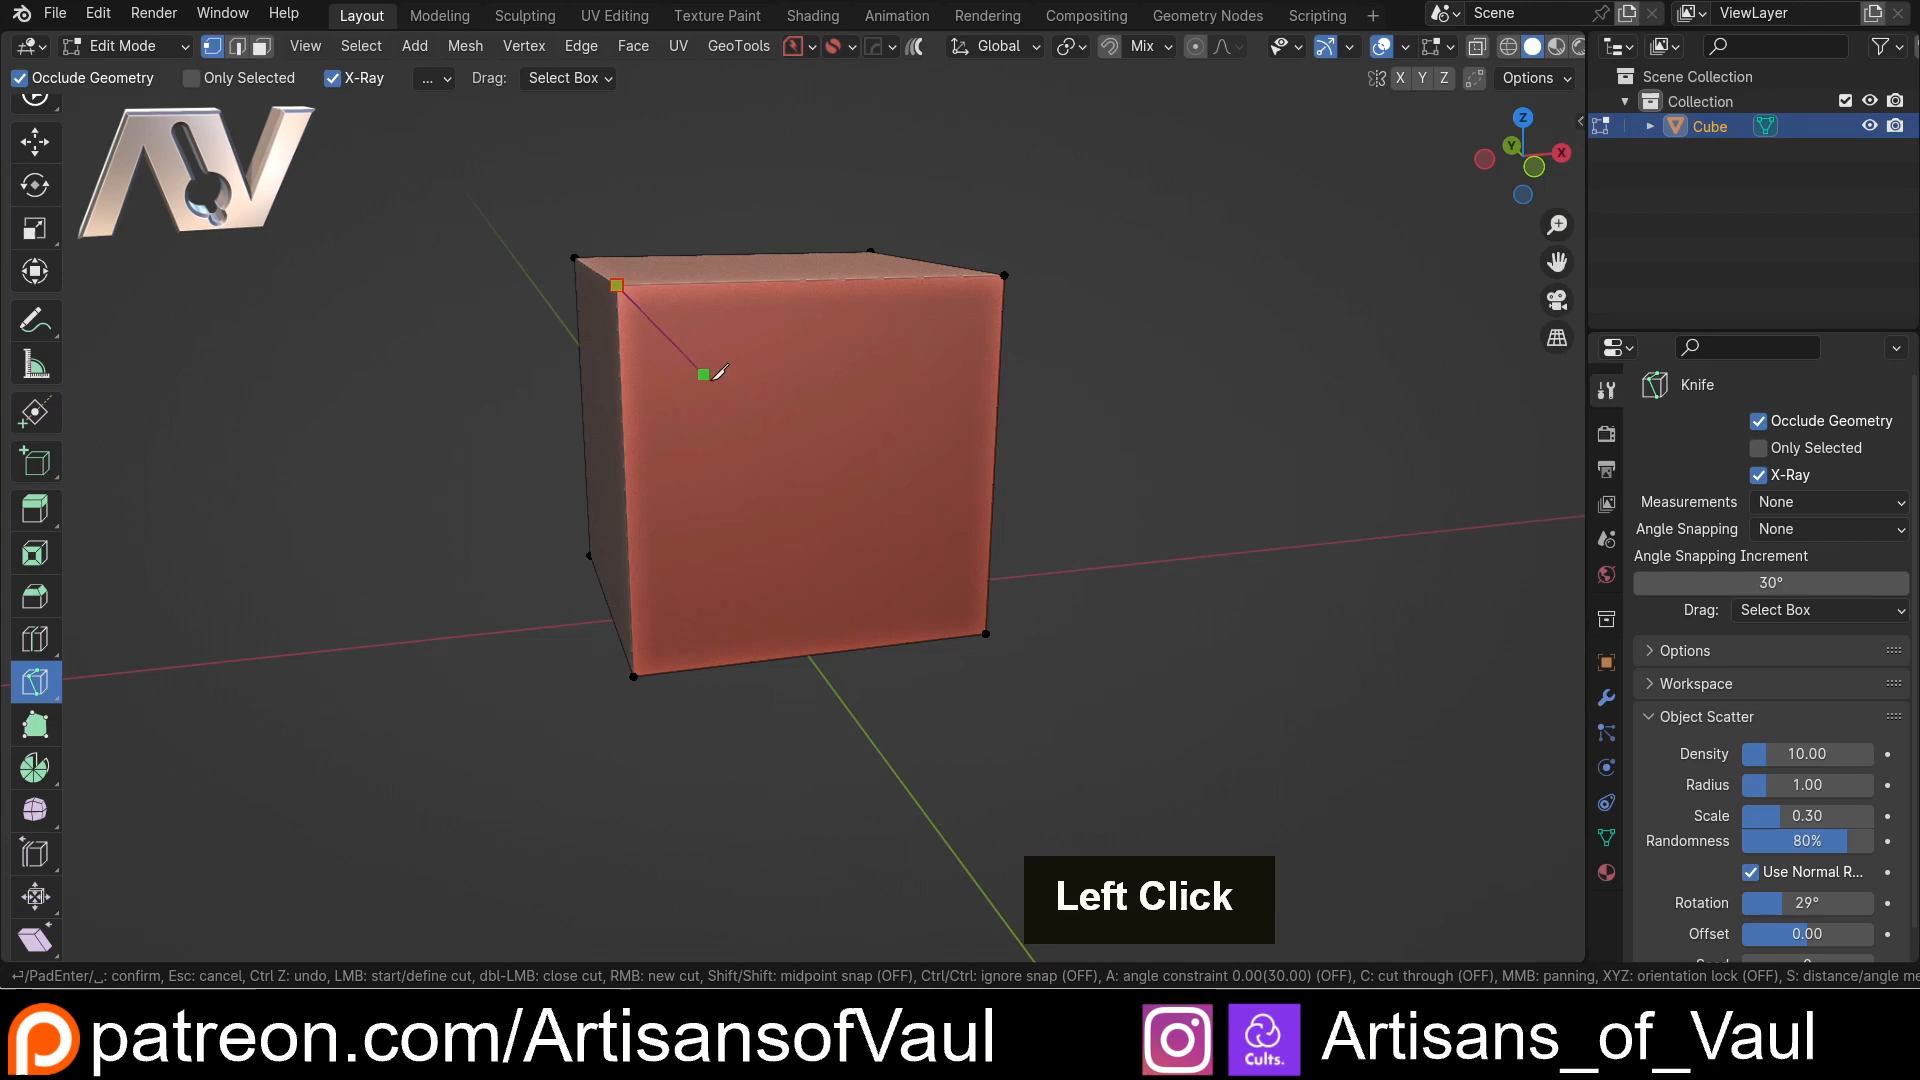 File Edit Render Window Help Layout Modeling Sculpting UV Editing Texture Paint Shading Animation Rendering Compositing Geometry Nodes Scripting + Scene ViewLayer
Edit Mode View Select Add Mesh Vertex Edge Face UV GeoTools Global Mix
Occlude Geometry Only Selected X-Ray ... Drag: Select Box X Y Z Options
Scene Collection
Collection
Cube
Z
Y
X
Knife
Occlude Geometry
Only Selected
X-Ray
Measurements None
Angle Snapping None
Angle Snapping Increment
30°
Drag: Select Box
Options
Workspace
Object Scatter
Density 10.00
Radius 1.00
Scale 0.30
Randomness 80%
Use Normal R...
Rotation 29°
Offset 0.00
Left Click
⏎/PadEnter/␣: confirm, Esc: cancel, Ctrl Z: undo, LMB: start/define cut, dbl-LMB: close cut, RMB: new cut, Shift/Shift: midpoint snap (OFF), Ctrl/Ctrl: ignore snap (OFF), A: angle constraint 0.00(30.00) (OFF), C: cut through (OFF), MMB: panning, XYZ: orientation lock (OFF), S: distance/angle me
patreon.com/ArtisansofVaul
Cults.
Artisans_of_Vaul